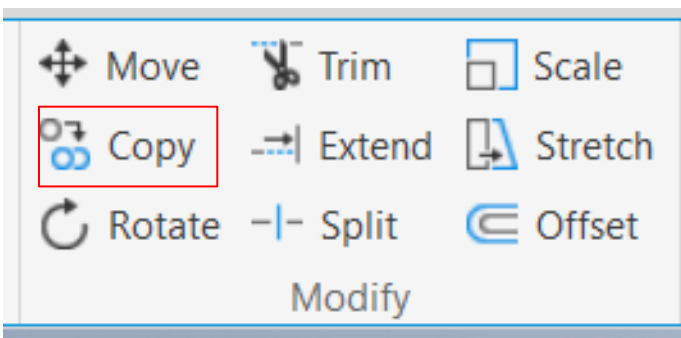 Move Trim Scale
Copy Extend Stretch
Rotate Split Offset
Modify